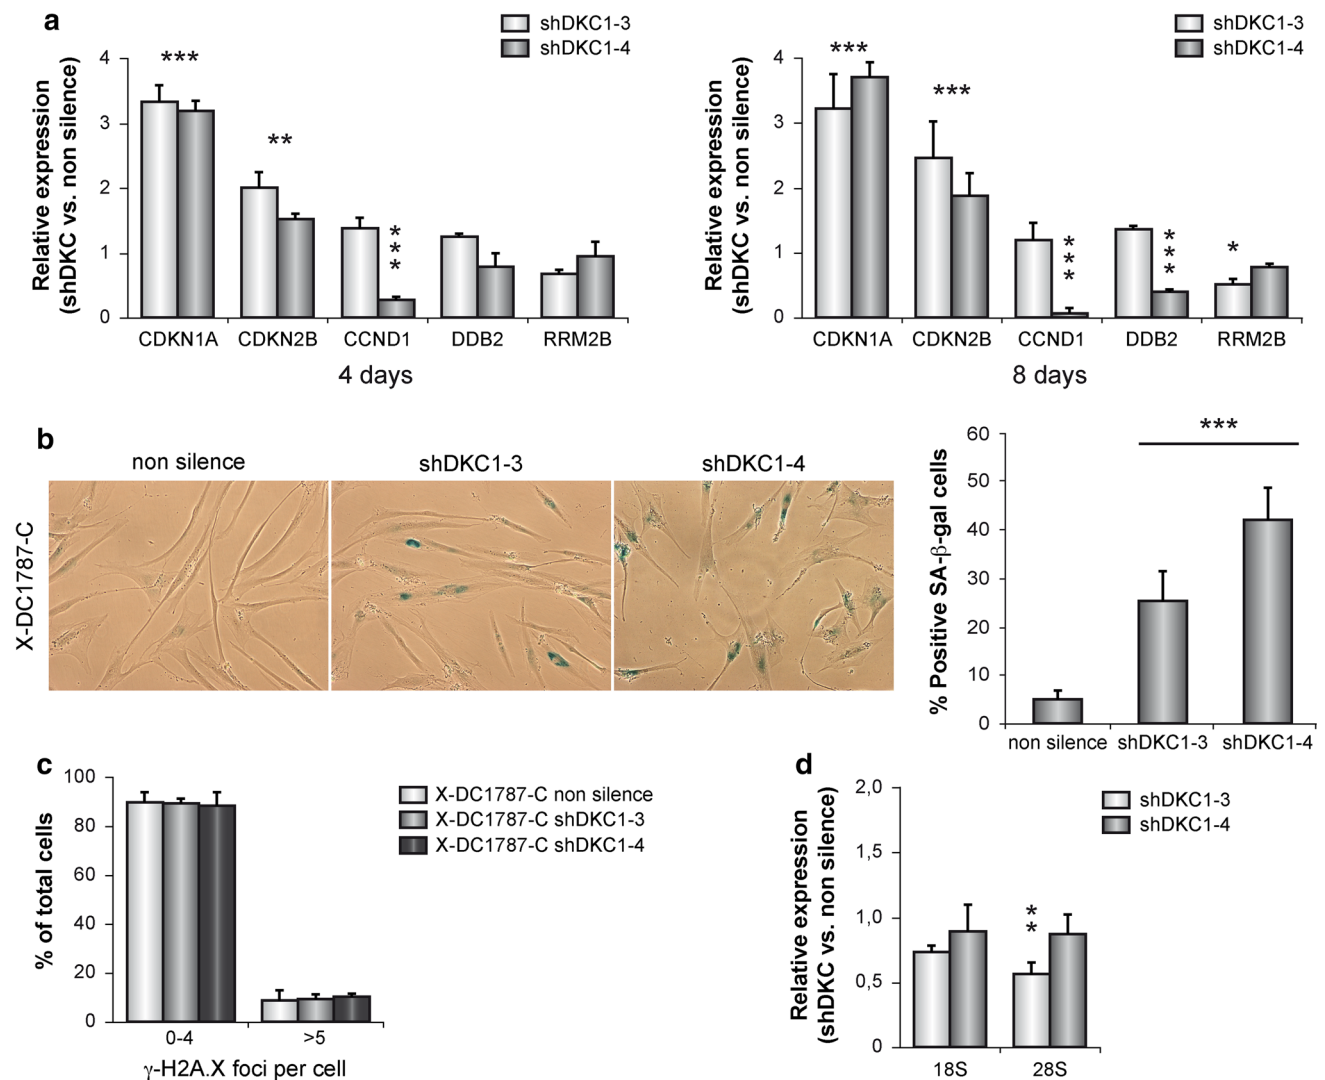 a
shDKC1-3
shDKC1-4
Relative expression
(shDKC vs. non silence)
4
3
2
1
0
***
**
***
CDKN1A CDKN2B CCND1 DDB2 RRM2B
4 days
shDKC1-3
shDKC1-4
Relative expression
(shDKC vs. non silence)
4
3
2
1
0
***
***
***
***
*
CDKN1A CDKN2B CCND1 DDB2 RRM2B
8 days
b
non silence shDKC1-3 shDKC1-4
X-DC1787-C
% Positive SA-β-gal cells
60
50
40
30
20
10
0
***
non silence shDKC1-3 shDKC1-4
c
% of total cells
100
80
60
40
20
0
X-DC1787-C non silence
X-DC1787-C shDKC1-3
X-DC1787-C shDKC1-4
0-4 >5
γ-H2A.X foci per cell
d
Relative expression
(shDKC vs. non silence)
2,0
1,5
1,0
0,5
0
shDKC1-3
shDKC1-4
**
18S 28S